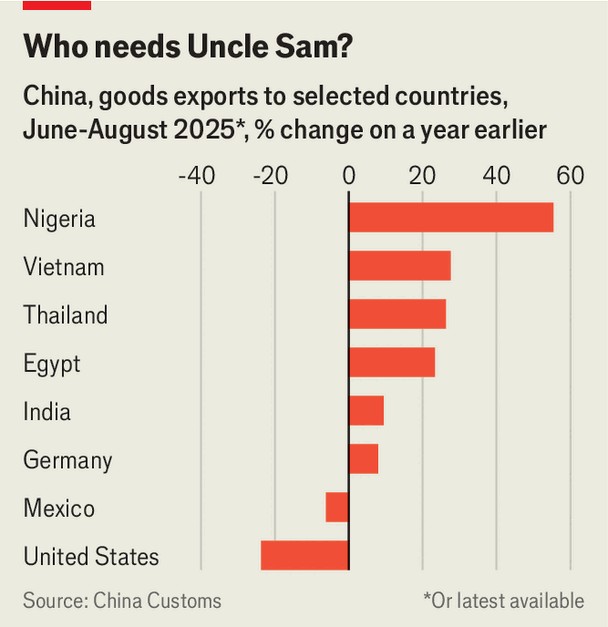 Who needs Uncle Sam?
China, goods exports to selected countries,
June-August 2025*, % change on a year earlier
-40 -20 0 20 40 60
Nigeria
Vietnam
Thailand
Egypt
India
Germany
Mexico
United States
Source: China Customs *Or latest available